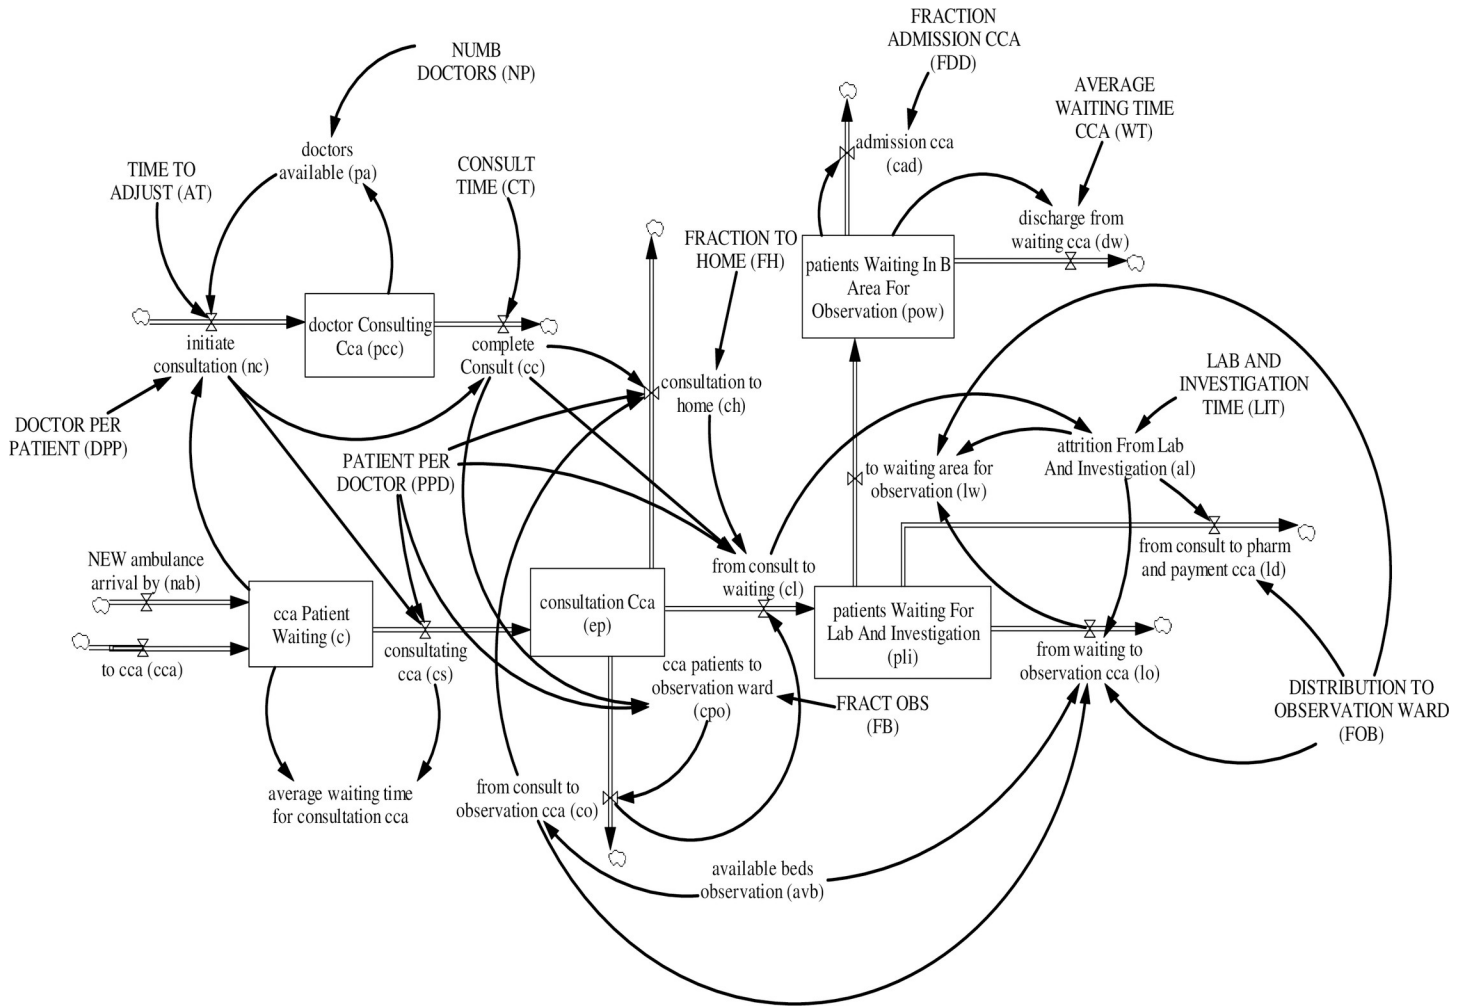 FRACTION
ADMISSION CCA
(FDD)
NUMB
DOCTORS (NP)
AVERAGE
WAITING TIME
CCA (WT)
doctors
available (pa)
TIME TO
ADJUST (AT)
CONSULT
TIME (CT)
admission cca
(cad)
discharge from
waiting cca (dw)
FRACTION TO
HOME (FH)
patients Waiting In B
Area For
Observation (pow)
doctor Consulting
Cca (pcc)
initiate
consultation (nc)
complete
Consult (cc)
consultation to
home (ch)
LAB AND
INVESTIGATION
TIME (LIT)
DOCTOR PER
PATIENT (DPP)
PATIENT PER
DOCTOR (PPD)
attrition From Lab
And Investigation (al)
to waiting area for
observation (lw)
NEW ambulance
arrival by (nab)
from consult to pharm
and payment cca (ld)
from consult to
waiting (cl)
cca Patient
Waiting (c)
consultation Cca
(ep)
patients Waiting For
Lab And Investigation
(pli)
to cca (cca)
consultating
cca (cs)
from waiting to
observation cca (lo)
cca patients to
observation ward
(cpo)
FRACT OBS
(FB)
DISTRIBUTION TO
OBSERVATION WARD
(FOB)
average waiting time
for consultation cca
from consult to
observation cca (co)
available beds
observation (avb)